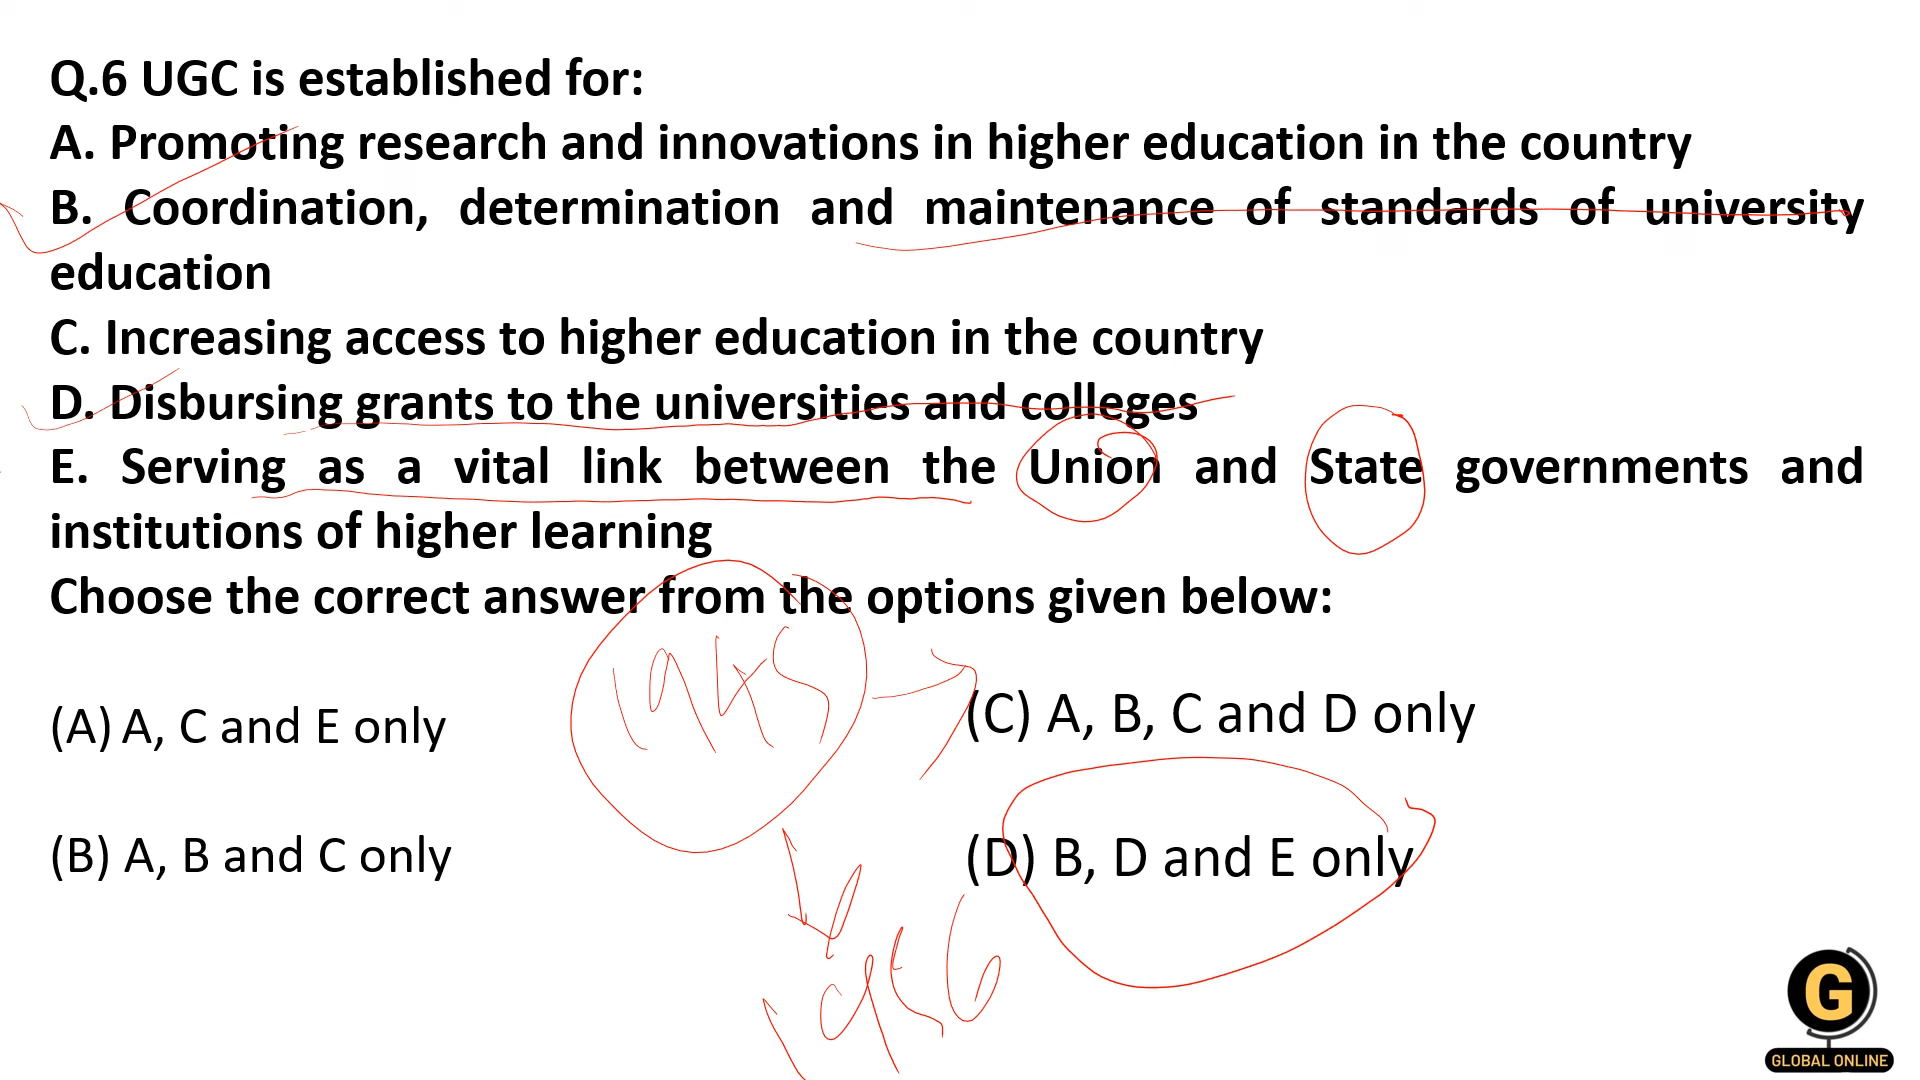 Q.6 UGC is established for:
A. Promoting research and innovations in higher education in the country
B. Coordination, determination and maintenance of standards of university
education
C. Increasing access to higher education in the country
D. Disbursing grants to the universities and colleges
E. Serving as a vital link between the Union and State governments and
institutions of higher learning
Choose the correct answer from the options given below:
1945
(A) A, C and E only
(C) A, B, C and D only
(B) A, B and C only
(D) B, D and E only
1956
G
GLOBAL ONLINE